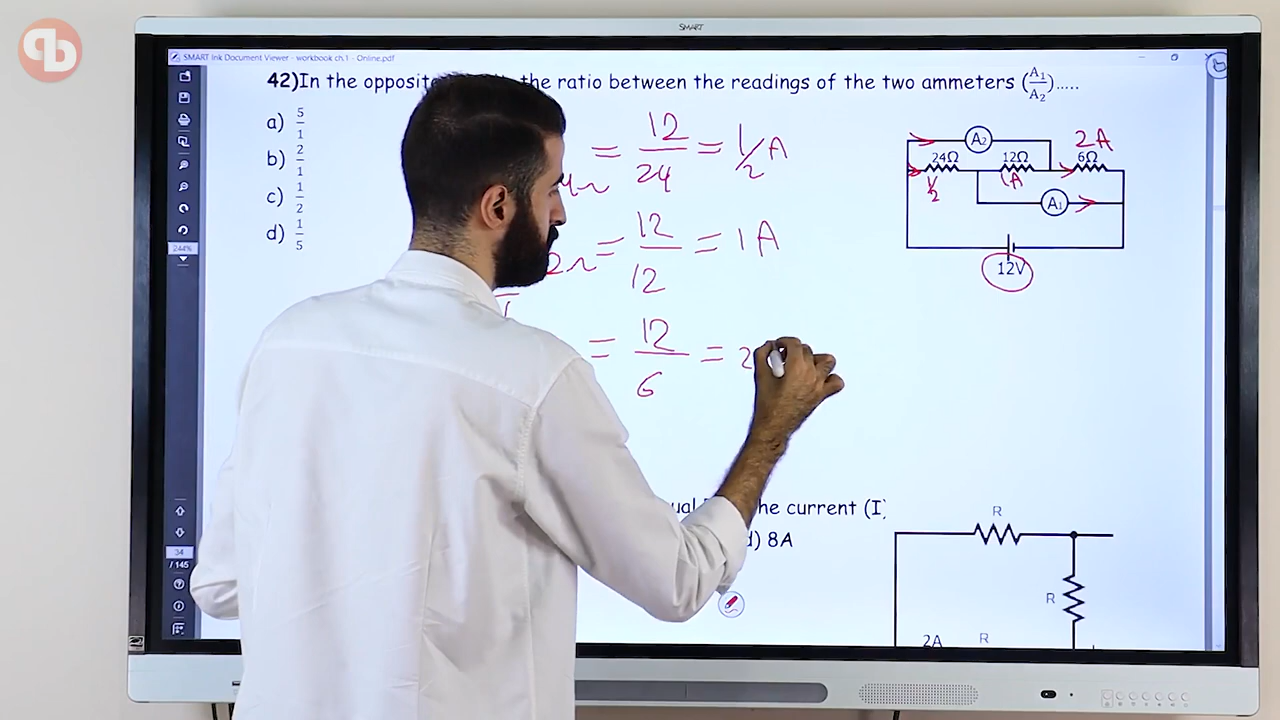 SMART
SMART Ink Document Viewer - workbook ch.1 - Online.pdf
42)In the opposite the ratio between the readings of the two ammeters (A₁/A₂).....
a) 5/1
b) 2/1
c) 1/2
d) 1/5
= 12/24 = 1/2 A
= 12/12 = 1A
= 12/6 = 2
A₂
2A
24Ω
12Ω
6Ω
1/2
1A
A₁
12V
244%
34
/ 145
the current (I)
d) 8A
R
R
2A
R